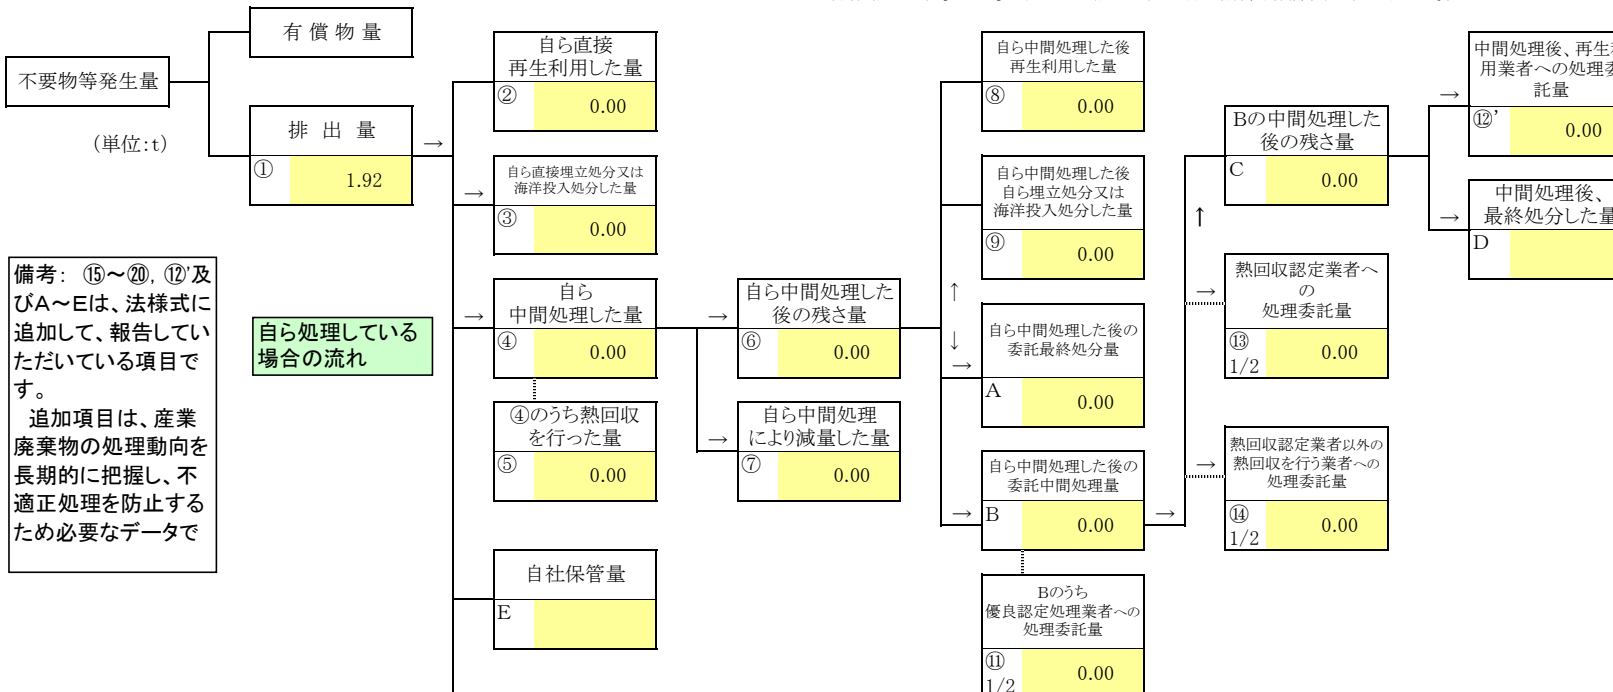 有 償 物 量
不要物等発生量
(単位:t)
排 出 量
→
①
1.92
備考： ⑮～⑳, ⑫'及
びA～Eは、法様式に
追加して、報告してい
ただいている項目で
す。
追加項目は、産業
廃棄物の処理動向を
長期的に把握し、不
適正処理を防止する
ため必要なデータで
自ら処理している
場合の流れ
自ら直接
再生利用した量
②
0.00
→
自ら直接埋立処分又は
海洋投入処分した量
③
0.00
→
自ら
中間処理した量
④
0.00
④のうち熱回収
を行った量
⑤
0.00
自社保管量
E
→
自ら中間処理した
後の残さ量
⑥
0.00
→
自ら中間処理
により減量した量
⑦
0.00
自ら中間処理した後
再生利用した量
⑧
0.00
自ら中間処理した後
自ら埋立処分又は
海洋投入処分した量
⑨
0.00
↑
↓
→
自ら中間処理した後の
委託最終処分量
A
0.00
自ら中間処理した後の
委託中間処理量
→
B
0.00
→
Bのうち
優良認定処理業者への
処理委託量
⑪
1/2
0.00
Bの中間処理した
後の残さ量
C
0.00
↑
→
熱回収認定業者へ
の
処理委託量
⑬
1/2
0.00
→
熱回収認定業者以外の
熱回収を行う業者への
処理委託量
⑭
1/2
0.00
→
中間処理後、再生
用業者への処理委
託量
⑫'
0.00
→
中間処理後、
最終処分した量
D